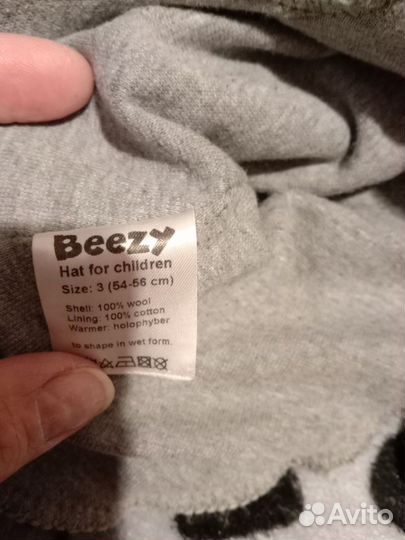 Beezy
Hat for children
Size: 3 (54-56 cm)
Shell: 100% wool
Lining: 100% cotton
Warmer: holophyber
to shape in wet form.
Avito